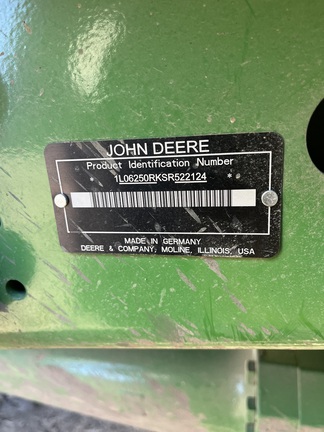 JOHN DEERE
Product Identification Number
*1L06250RKSR522124*
MADE IN GERMANY
DEERE & COMPANY, MOLINE, ILLINOIS, USA